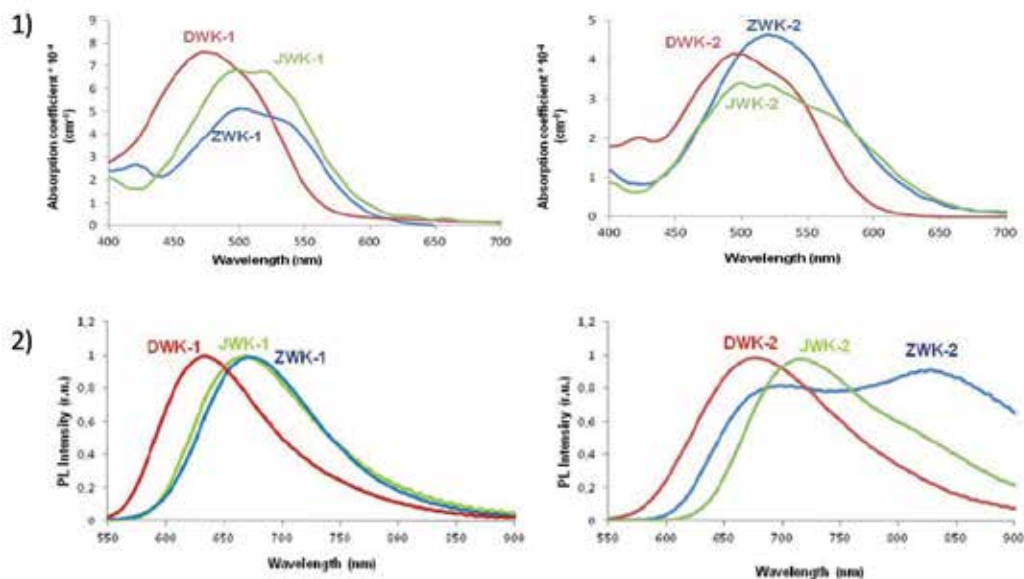 1)
Absorption coefficient * 10⁻⁴
(cm⁻¹)
9
8
7
6
5
4
3
2
1
0
DWK-1
JWK-1
ZWK-1
400 450 500 550 600 650 700
Wavelength (nm)
Absorption coefficient * 10⁻⁴
(cm⁻¹)
5
4
3
2
1
0
DWK-2
ZWK-2
JWK-2
400 450 500 550 600 650 700
Wavelength (nm)
2)
PL Intensity (r.u.)
1,2
1
0,8
0,6
0,4
0,2
0
DWK-1
JWK-1
ZWK-1
550 600 650 700 750 800 850 900
Wavelength (nm)
PL Intensiry (r.u.)
1,2
1
0,8
0,6
0,4
0,2
0
DWK-2
JWK-2
ZWK-2
550 600 650 700 750 800 850 900
Wavelength (nm)